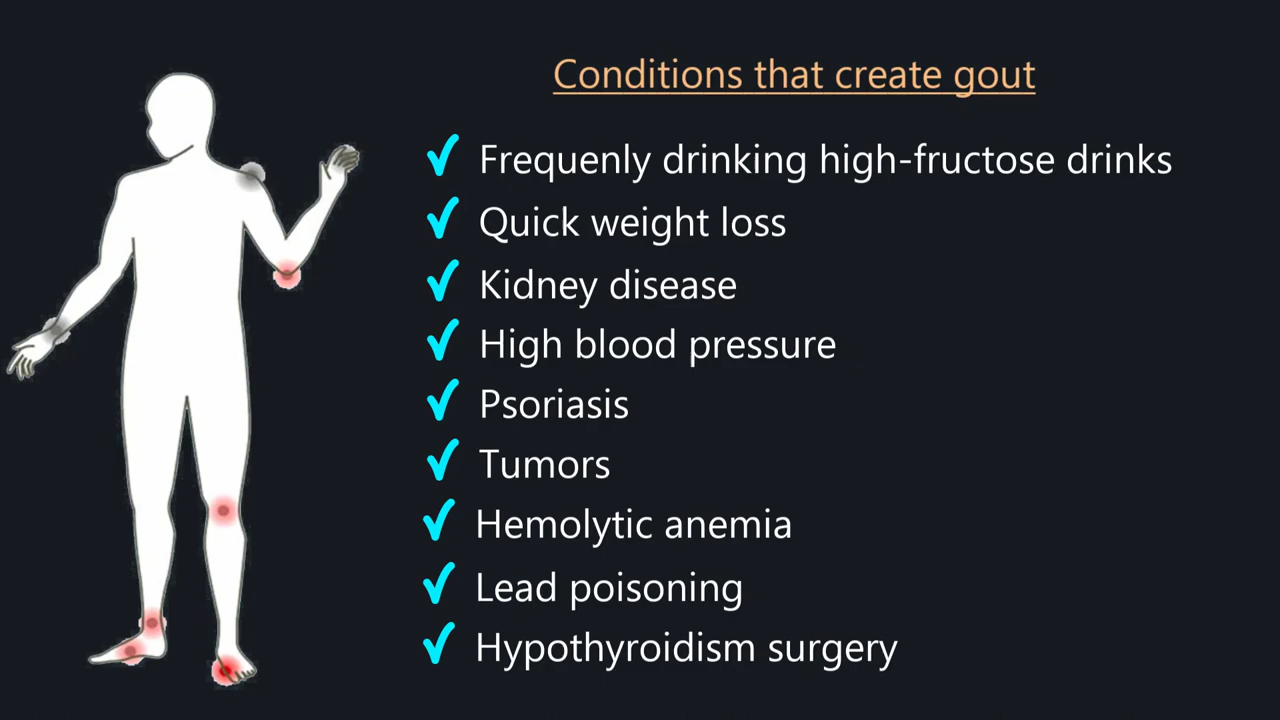 Conditions that create gout
Frequenly drinking high-fructose drinks
Quick weight loss
Kidney disease
High blood pressure
Psoriasis
Tumors
Hemolytic anemia
Lead poisoning
Hypothyroidism surgery